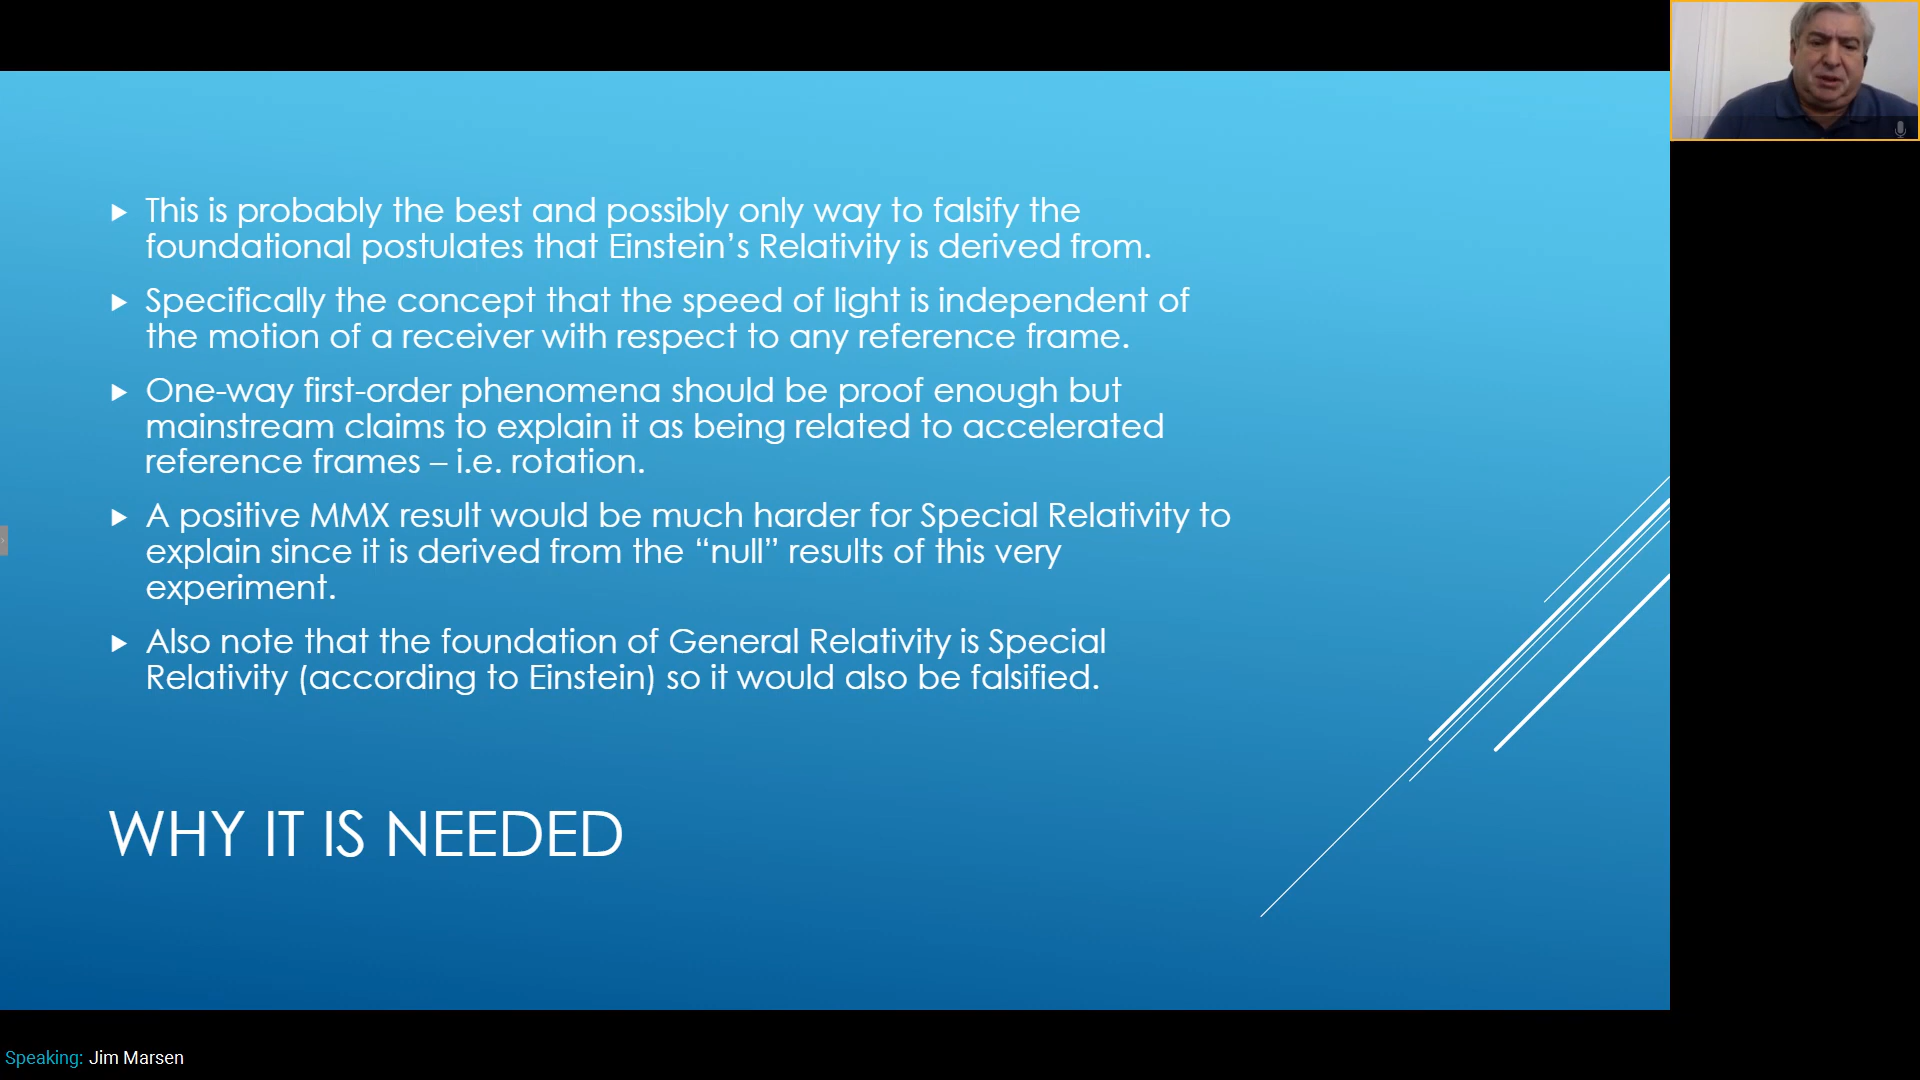 This is probably the best and possibly only way to falsify the
foundational postulates that Einstein’s Relativity is derived from.
Specifically the concept that the speed of light is independent of
the motion of a receiver with respect to any reference frame.
One-way first-order phenomena should be proof enough but
mainstream claims to explain it as being related to accelerated
reference frames – i.e. rotation.
A positive MMX result would be much harder for Special Relativity to
explain since it is derived from the “null” results of this very
experiment.
Also note that the foundation of General Relativity is Special
Relativity (according to Einstein) so it would also be falsified.
WHY IT IS NEEDED
Speaking: Jim Marsen